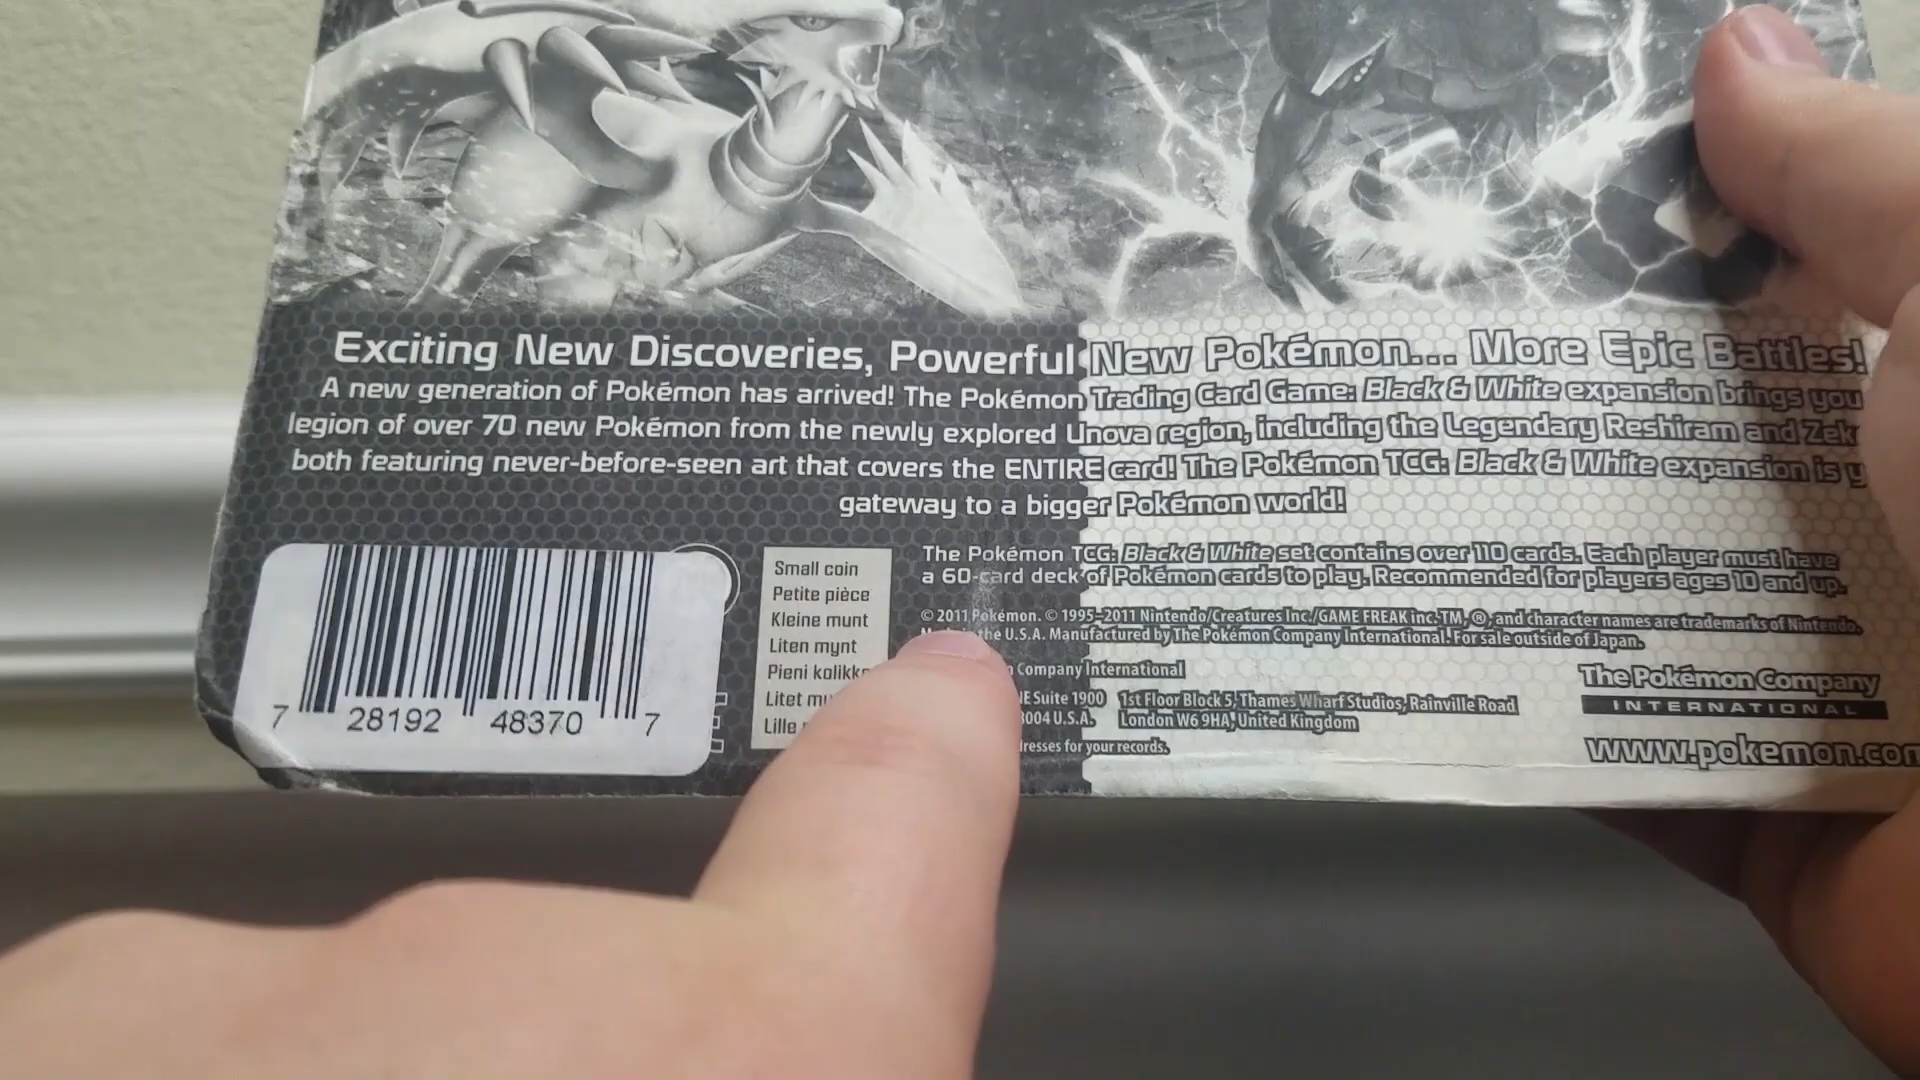 Exciting New Discoveries, Powerful New Pokémon... More Epic Battles!
A new generation of Pokémon has arrived! The Pokémon Trading Card Game: Black & White expansion brings you
legion of over 70 new Pokémon from the newly explored Unova region, including the Legendary Reshiram and Zek
both featuring never-before-seen art that covers the ENTIRE card! The Pokémon TCG: Black & White expansion is y
gateway to a bigger Pokémon world!
7 28192 48370 7
Small coin
Petite pièce
Kleine munt
Liten mynt
Pieni kolikk
Litet mu
Lille
The Pokémon TCG: Black & White set contains over 110 cards. Each player must have
a 60-card deck of Pokémon cards to play. Recommended for players ages 10 and up.
© 2011 Pokémon. © 1995–2011 Nintendo/Creatures Inc./GAME FREAK inc. TM, ®, and character names are trademarks of Nintendo.
the U.S.A. Manufactured by The Pokémon Company International. For sale outside of Japan.
Company International
E Suite 1900
8004 U.S.A.
1st Floor Block 5, Thames Wharf Studios, Rainville Road
London W6 9HA, United Kingdom
resses for your records.
The Pokémon Company
INTERNATIONAL
www.pokemon.com